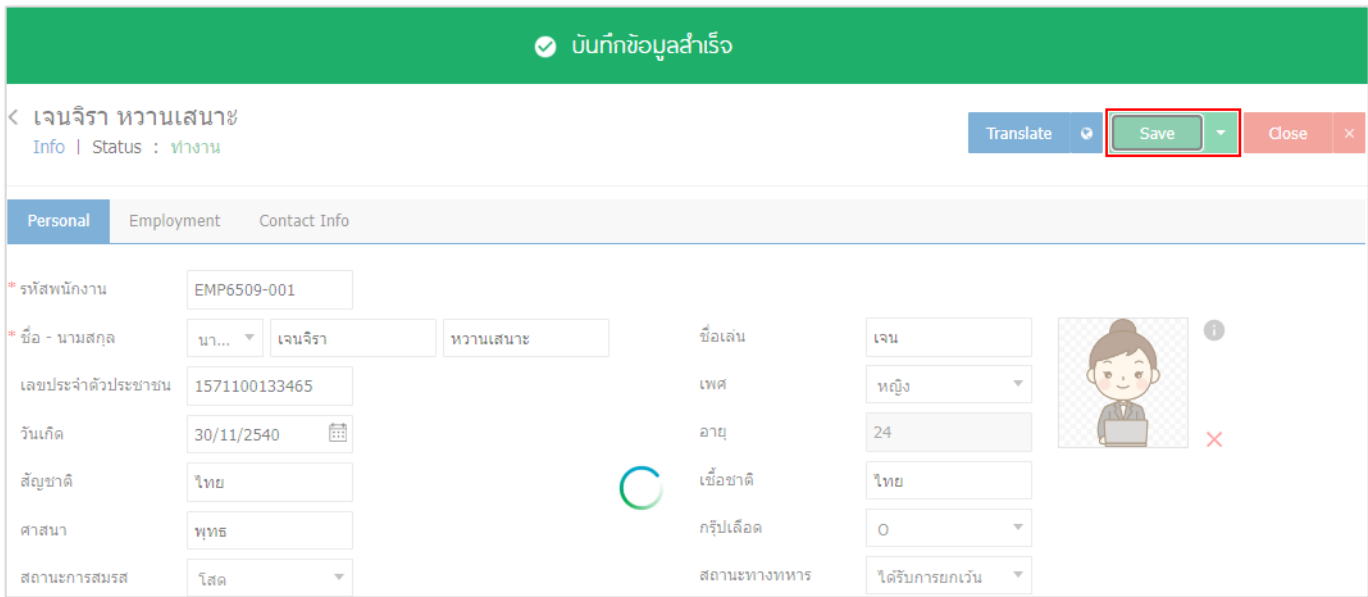 บันทึกข้อมูลสำเร็จ
เจนจิรา หวานเสนาะ
Info | Status : ทำงาน
Translate Save Close ×
Personal Employment Contact Info
* รหัสพนักงาน EMP6509-001
* ชื่อ - นามสกุล นา... เจนจิรา หวานเสนาะ ชื่อเล่น เจน
เลขประจำตัวประชาชน 1571100133465 เพศ หญิง
วันเกิด 30/11/2540 อายุ 24
สัญชาติ ไทย เชื้อชาติ ไทย
ศาสนา พุทธ กรุ๊ปเลือด O
สถานะการสมรส โสด สถานะทางทหาร ได้รับการยกเว้น